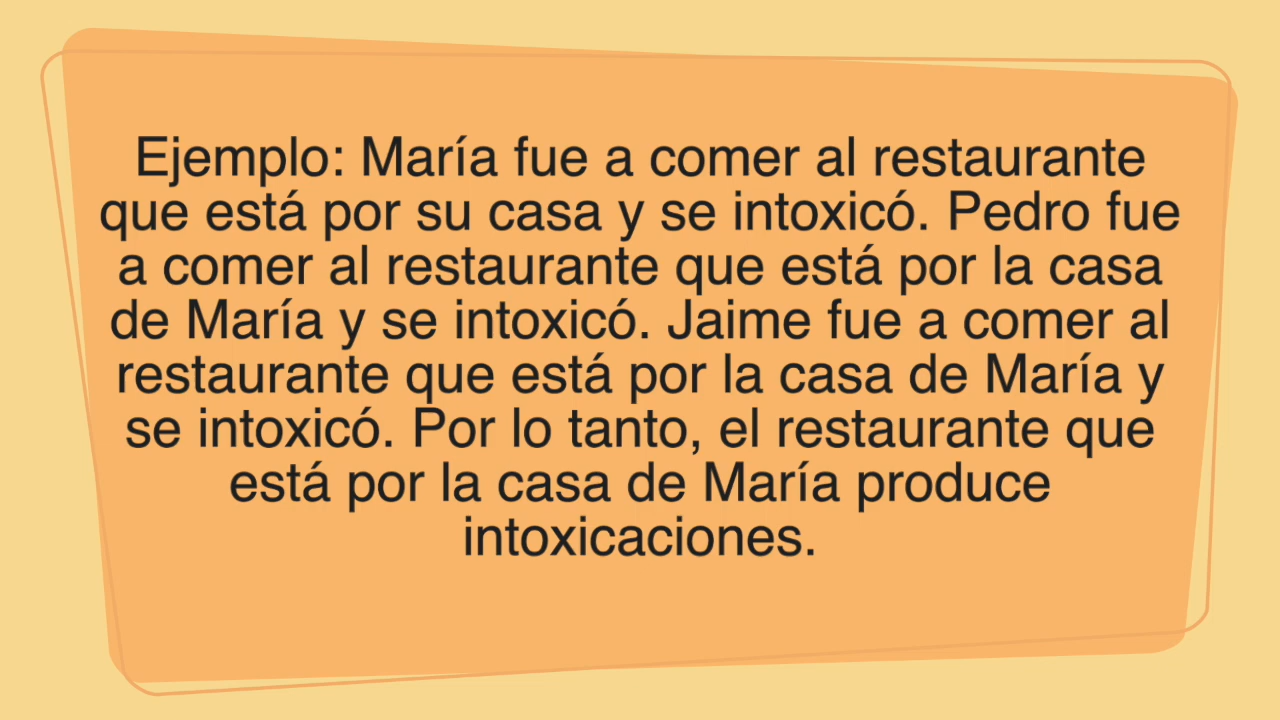 Ejemplo: María fue a comer al restaurante
que está por su casa y se intoxicó. Pedro fue
a comer al restaurante que está por la casa
de María y se intoxicó. Jaime fue a comer al
restaurante que está por la casa de María y
se intoxicó. Por lo tanto, el restaurante que
está por la casa de María produce
intoxicaciones.